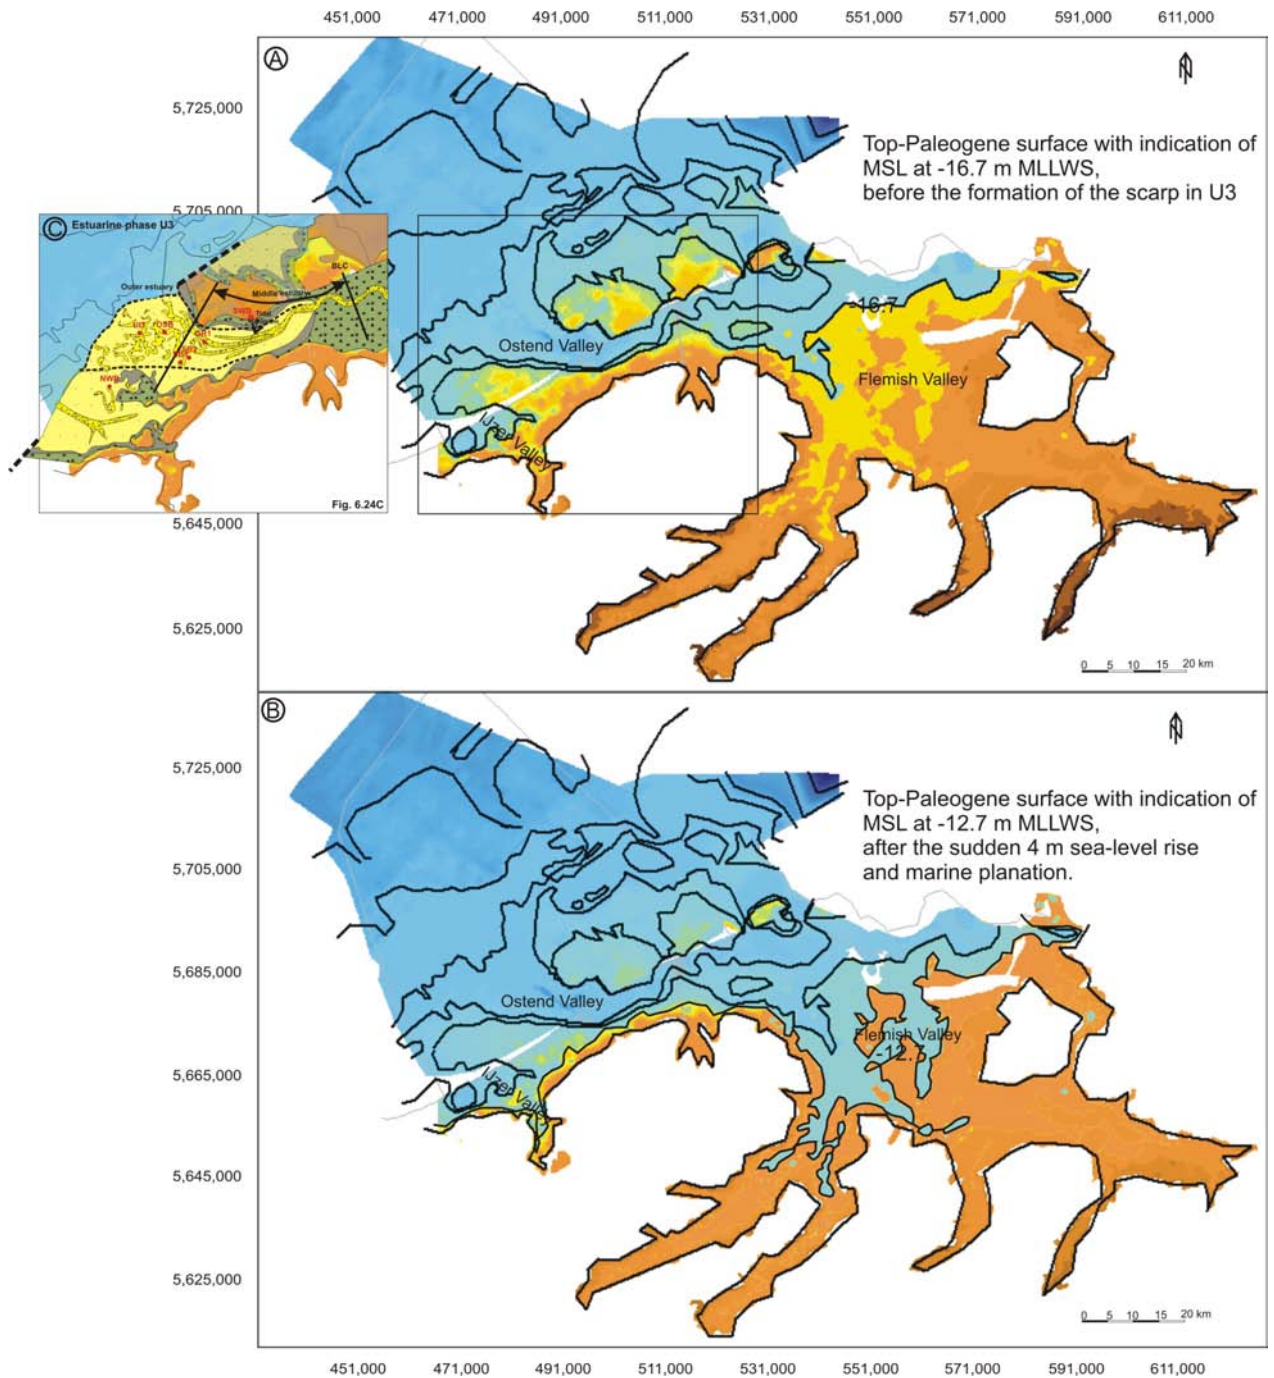 451,000 471,000 491,000 511,000 531,000 551,000 571,000 591,000 611,000
A
5,725,000
Top-Paleogene surface with indication of
MSL at -16.7 m MLLWS,
before the formation of the scarp in U3
5,705,000
C Estuarine phase U3
BLC
Outer estuary
Middle estuary
-16.7
Ostend Valley
Flemish Valley
NWB
IJzer Valley
Fig. 6.24C
5,645,000
5,625,000
0 5 10 15 20 km
B
5,725,000
Top-Paleogene surface with indication of
MSL at -12.7 m MLLWS,
after the sudden 4 m sea-level rise
and marine planation.
5,705,000
5,685,000
Ostend Valley
Flemish Valley
-12.7
5,665,000
IJzer Valley
5,645,000
5,625,000
0 5 10 15 20 km
451,000 471,000 491,000 511,000 531,000 551,000 571,000 591,000 611,000